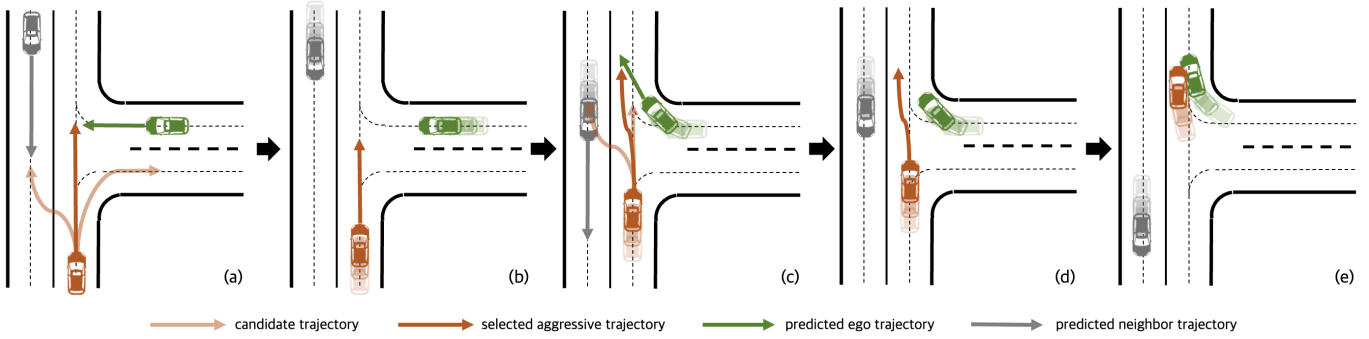 (a)
(b)
(c)
(d)
(e)
candidate trajectory
selected aggressive trajectory
predicted ego trajectory
predicted neighbor trajectory